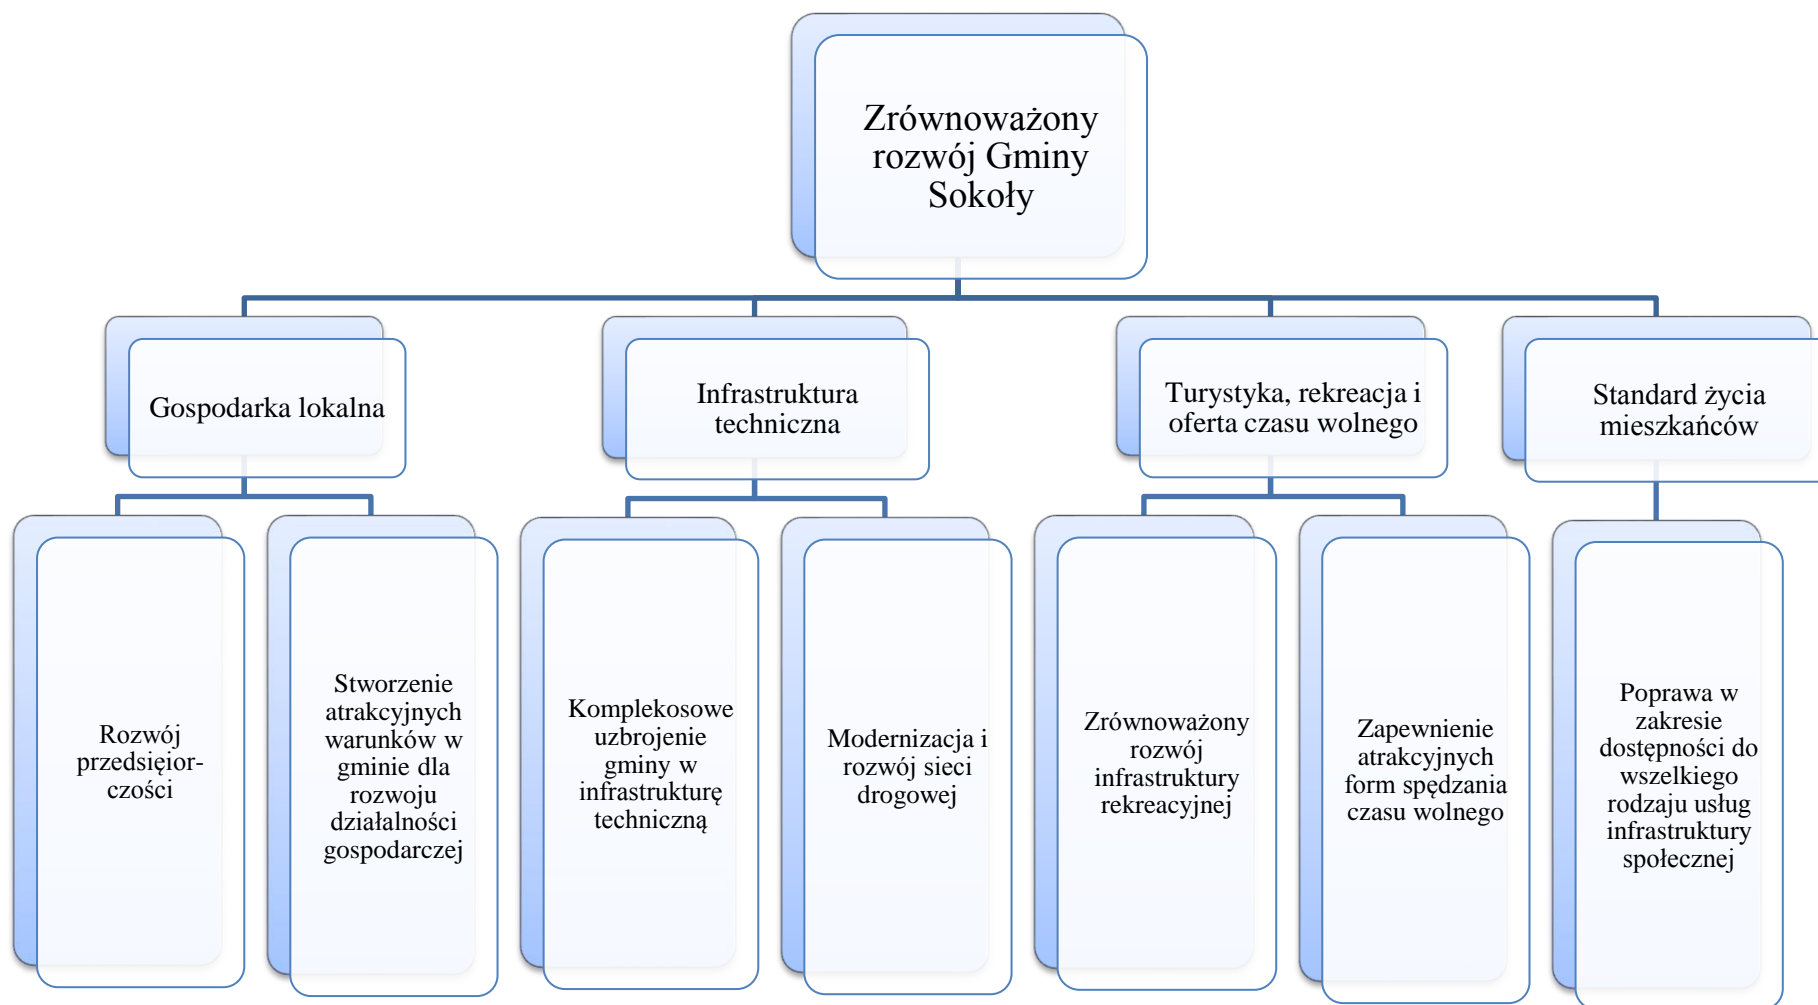 Zrównoważony
rozwój Gminy
Sokoły
Gospodarka lokalna
Infrastruktura
techniczna
Turystyka, rekreacja i
oferta czasu wolnego
Standard życia
mieszkańców
Rozwój
przedsięior-
czości
Stworzenie
atrakcyjnych
warunków w
gminie dla
rozwoju
działalności
gospodarczej
Komplekosowe
uzbrojenie
gminy w
infrastrukturę
techniczną
Modernizacja i
rozwój sieci
drogowej
Zrównoważony
rozwój
infrastruktury
rekreacyjnej
Zapewnienie
atrakcyjnych
form spędzania
czasu wolnego
Poprawa w
zakresie
dostępności do
wszelkiego
rodzaju usług
infrastruktury
społecznej